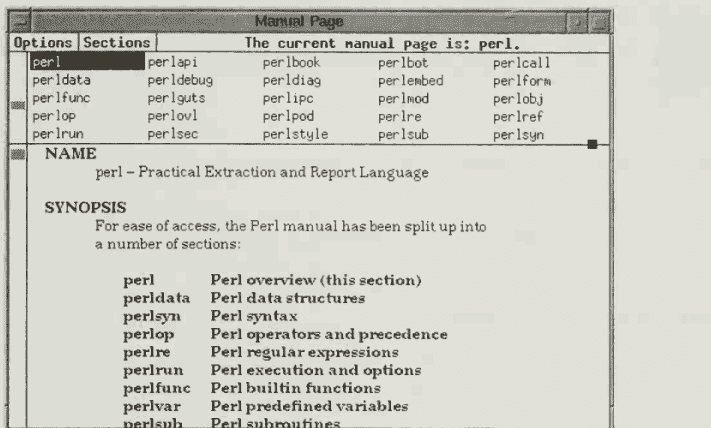 Manual Page
Options Sections The current manual page is: perl.
perl perlapi perlbook perlbot perlcall
perldata perldebug perldiag perlembed perlform
perlfunc perlguts perlipc perlmod perlobj
perlop perlovl perlpod perlre perlref
perlrun perlsec perlstyle perlsub perlsyn
NAME
perl – Practical Extraction and Report Language
SYNOPSIS
For ease of access, the Perl manual has been split up into
a number of sections:
perl Perl overview (this section)
perldata Perl data structures
perlsyn Perl syntax
perlop Perl operators and precedence
perlre Perl regular expressions
perlrun Perl execution and options
perlfunc Perl builtin functions
perlvar Perl predefined variables
perlsub Perl subroutines